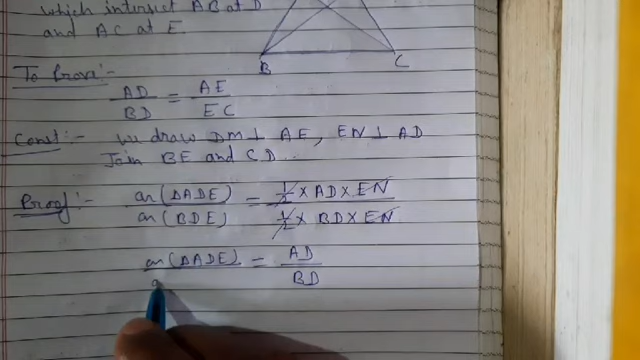 which intersect AB at D
and AC at E.
B C
To Prove:-
AD/BD = AE/EC
Const:- we draw DM ⊥ AE, EN ⊥ AD
Join BE and CD.
Proof:- ar(ΔADE)/ar(BDE) = 1/2 × AD × EN / 1/2 × BD × EN
ar(ΔADE)/a = AD/BD